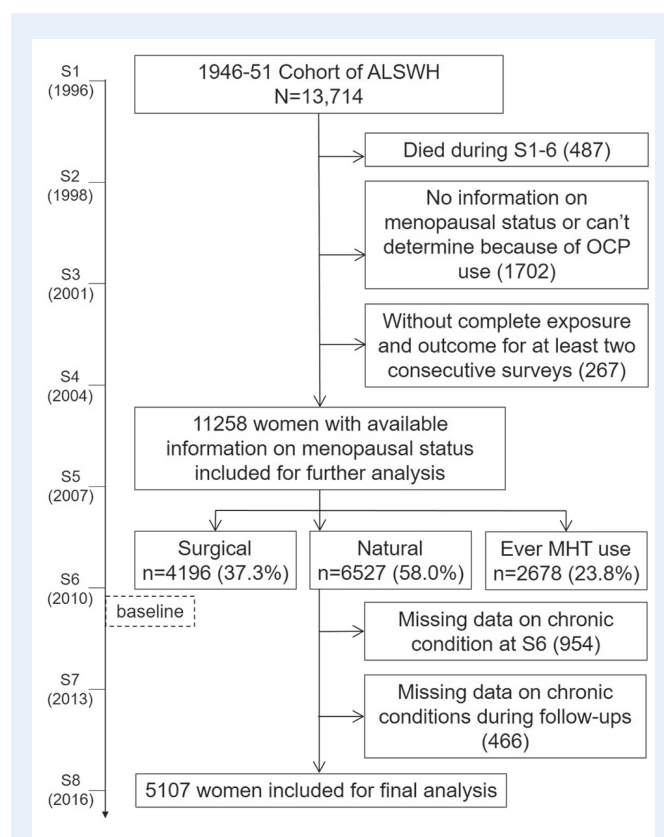 S1
(1996)
1946-51 Cohort of ALSWH
N=13,714
Died during S1-6 (487)
S2
(1998)
No information on
menopausal status or can’t
determine because of OCP
use (1702)
S3
(2001)
Without complete exposure
and outcome for at least two
consecutive surveys (267)
S4
(2004)
11258 women with available
information on menopausal status
included for further analysis
S5
(2007)
Surgical
n=4196 (37.3%)
Natural
n=6527 (58.0%)
Ever MHT use
n=2678 (23.8%)
S6
(2010)
baseline
Missing data on chronic
condition at S6 (954)
S7
(2013)
Missing data on chronic
conditions during follow-ups
(466)
S8
(2016)
5107 women included for final analysis